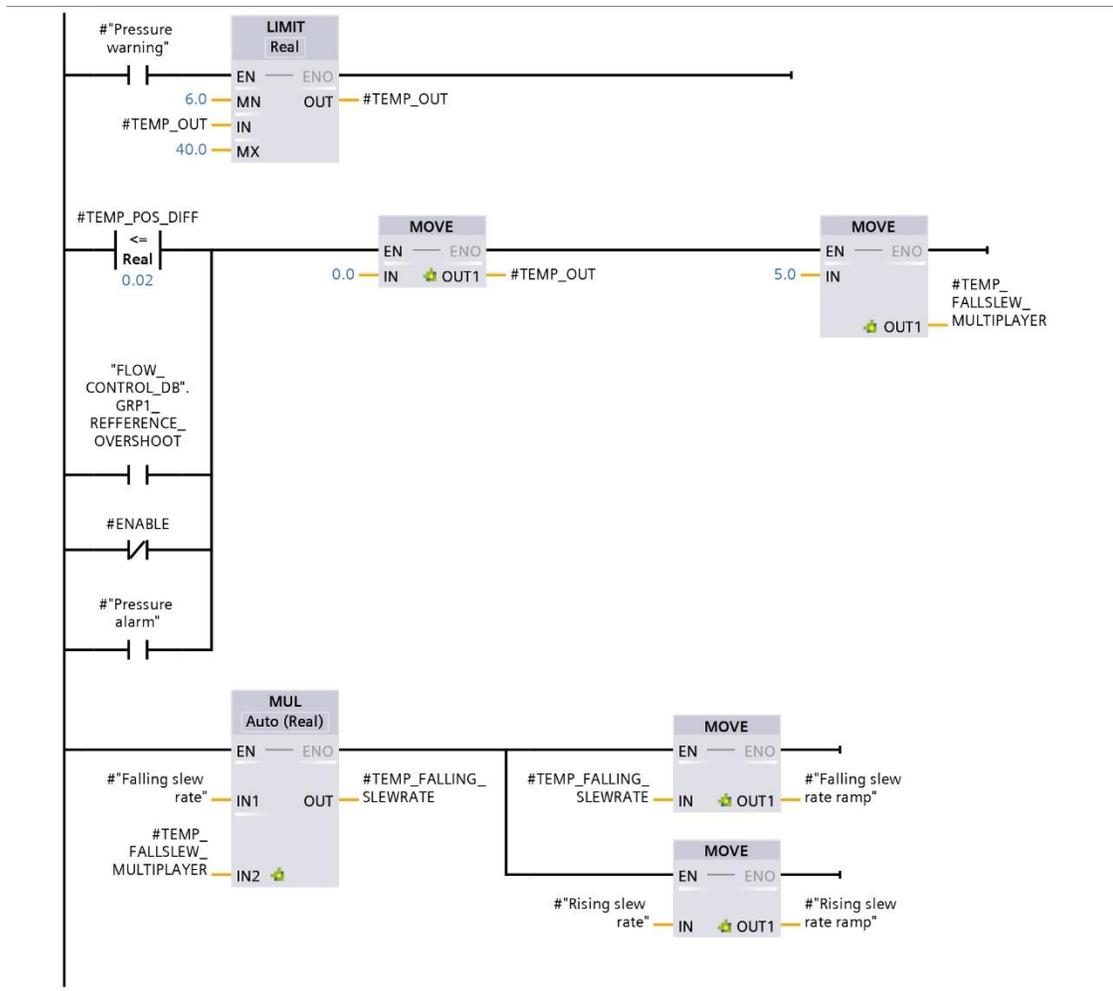 #"Pressure
warning"
LIMIT
Real
EN ENO
6.0 MN OUT #TEMP_OUT
#TEMP_OUT IN
40.0 MX
#TEMP_POS_DIFF
<=
Real
0.02
MOVE
EN ENO
0.0 IN OUT1 #TEMP_OUT
MOVE
EN ENO
5.0 IN
OUT1
#TEMP_
FALLSLEW_
MULTIPLAYER
"FLOW_
CONTROL_DB".
GRP1_
REFFERENCE_
OVERSHOOT
#ENABLE
#"Pressure
alarm"
MUL
Auto (Real)
EN ENO
#"Falling slew
rate" IN1 OUT
#TEMP_FALLING_
SLEWRATE
#TEMP_
FALLSLEW_
MULTIPLAYER IN2
MOVE
EN ENO
#TEMP_FALLING_
SLEWRATE IN OUT1
#"Falling slew
rate ramp"
MOVE
EN ENO
#"Rising slew
rate" IN OUT1
#"Rising slew
rate ramp"